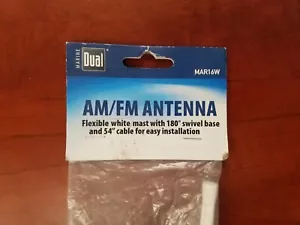 MARINE
Dual
MAR16W
AM/FM ANTENNA
Flexible white mast with 180° swivel base
and 54" cable for easy installation